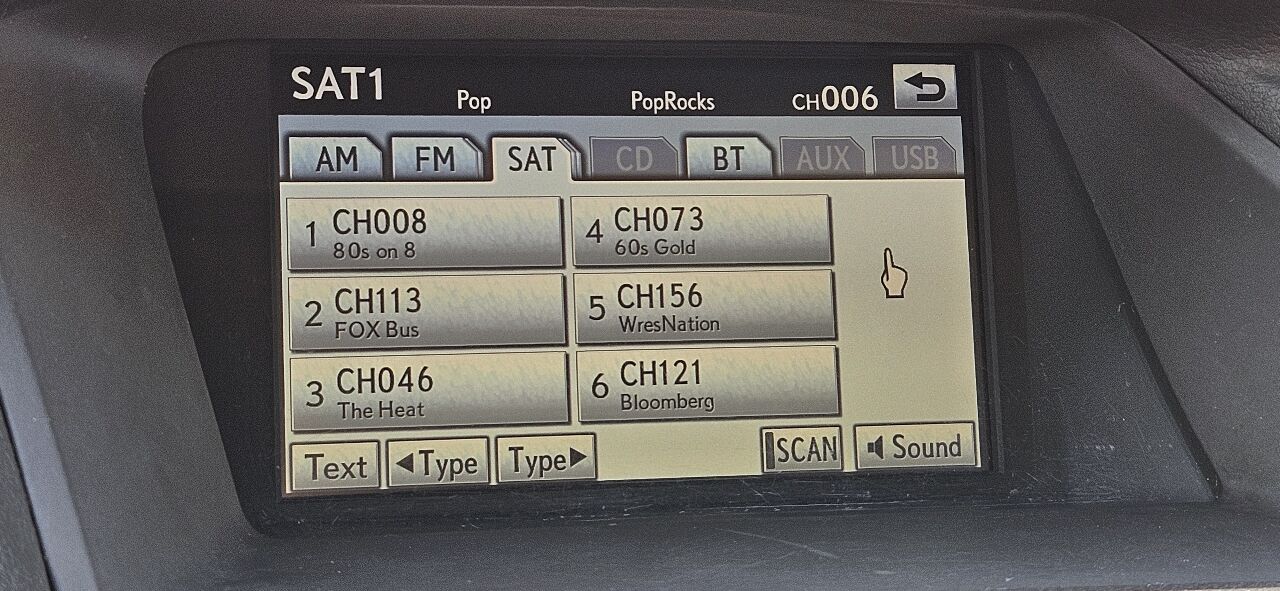 SAT1 Pop PopRocks CH006
AM FM SAT CD BT AUX USB
1 CH008
80s on 8
4 CH073
60s Gold
2 CH113
FOX Bus
5 CH156
WresNation
3 CH046
The Heat
6 CH121
Bloomberg
Text ◀Type Type▶ SCAN Sound